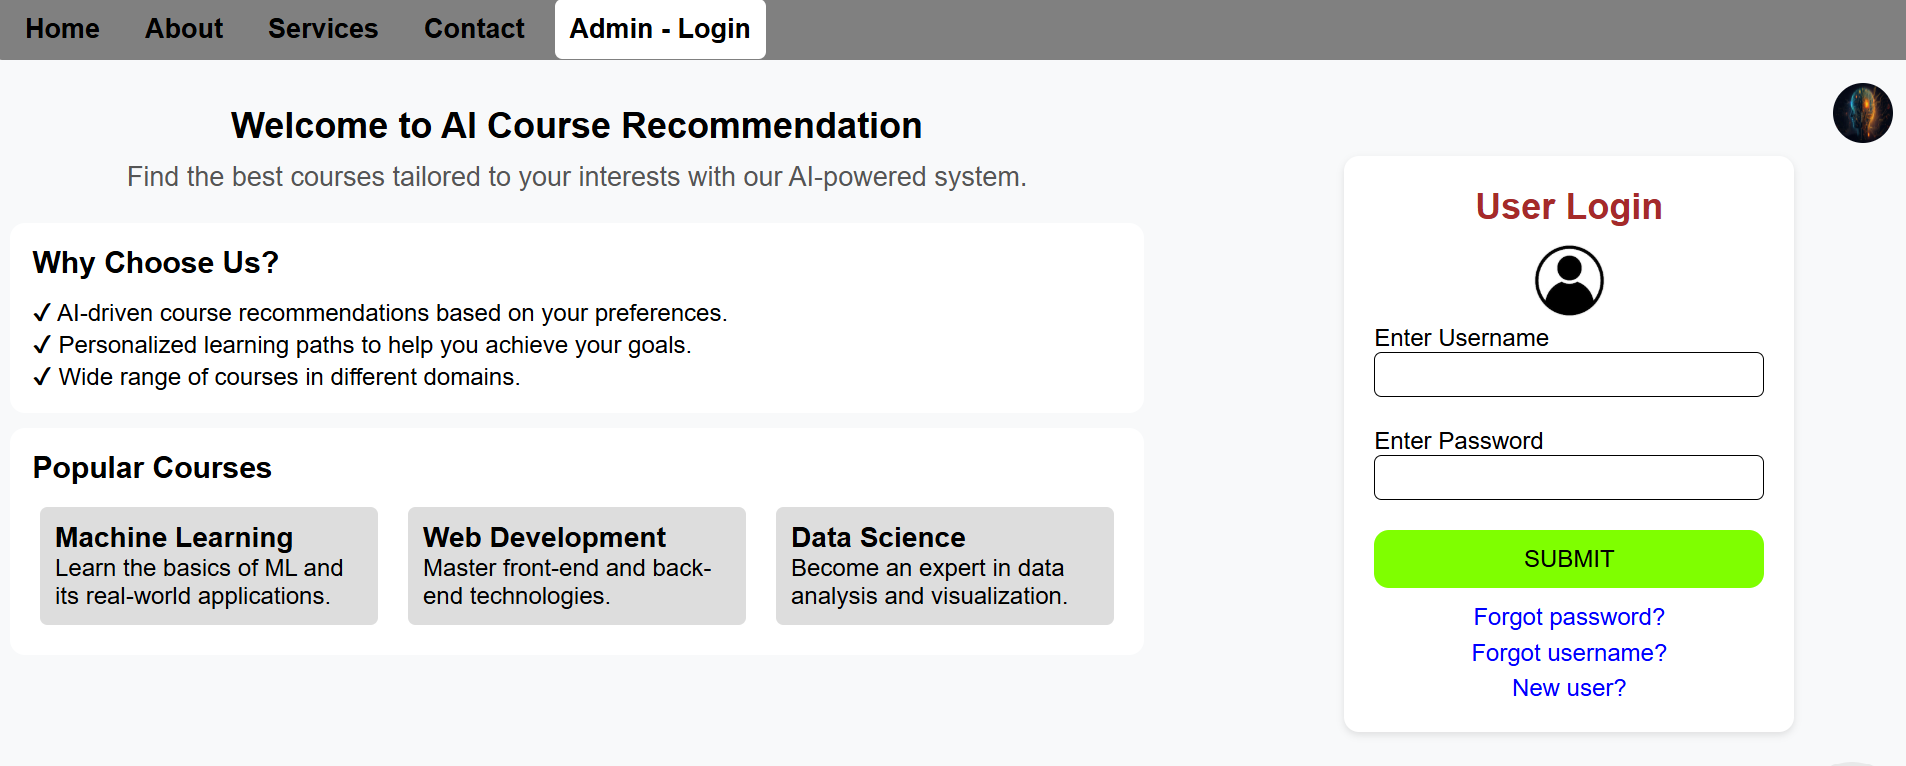 Home About Services Contact Admin - Login
Welcome to AI Course Recommendation
Find the best courses tailored to your interests with our AI-powered system.
Why Choose Us?
✓ AI-driven course recommendations based on your preferences.
✓ Personalized learning paths to help you achieve your goals.
✓ Wide range of courses in different domains.
Popular Courses
Machine Learning
Learn the basics of ML and
its real-world applications.
Web Development
Master front-end and back-
end technologies.
Data Science
Become an expert in data
analysis and visualization.
User Login
Enter Username
Enter Password
SUBMIT
Forgot password?
Forgot username?
New user?